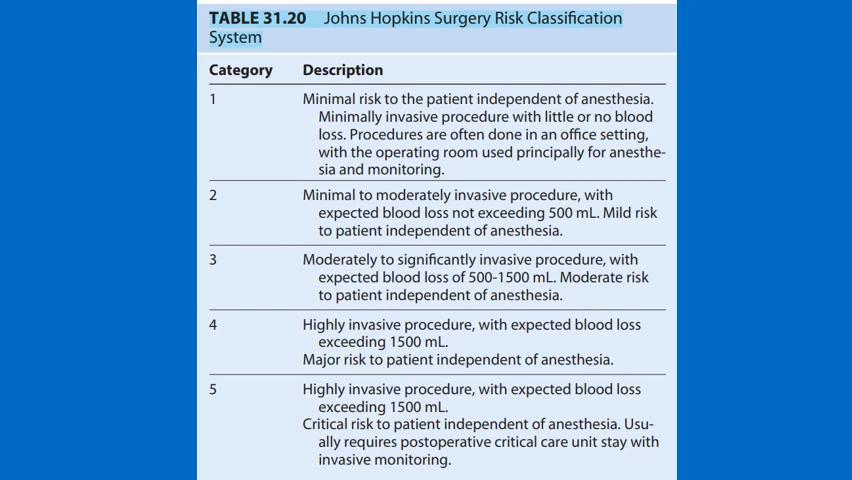 TABLE 31.20 Johns Hopkins Surgery Risk Classification
System
Category Description
1 Minimal risk to the patient independent of anesthesia.
Minimally invasive procedure with little or no blood
loss. Procedures are often done in an office setting,
with the operating room used principally for anesthe-
sia and monitoring.
2 Minimal to moderately invasive procedure, with
expected blood loss not exceeding 500 mL. Mild risk
to patient independent of anesthesia.
3 Moderately to significantly invasive procedure, with
expected blood loss of 500-1500 mL. Moderate risk
to patient independent of anesthesia.
4 Highly invasive procedure, with expected blood loss
exceeding 1500 mL.
Major risk to patient independent of anesthesia.
5 Highly invasive procedure, with expected blood loss
exceeding 1500 mL.
Critical risk to patient independent of anesthesia. Usu-
ally requires postoperative critical care unit stay with
invasive monitoring.